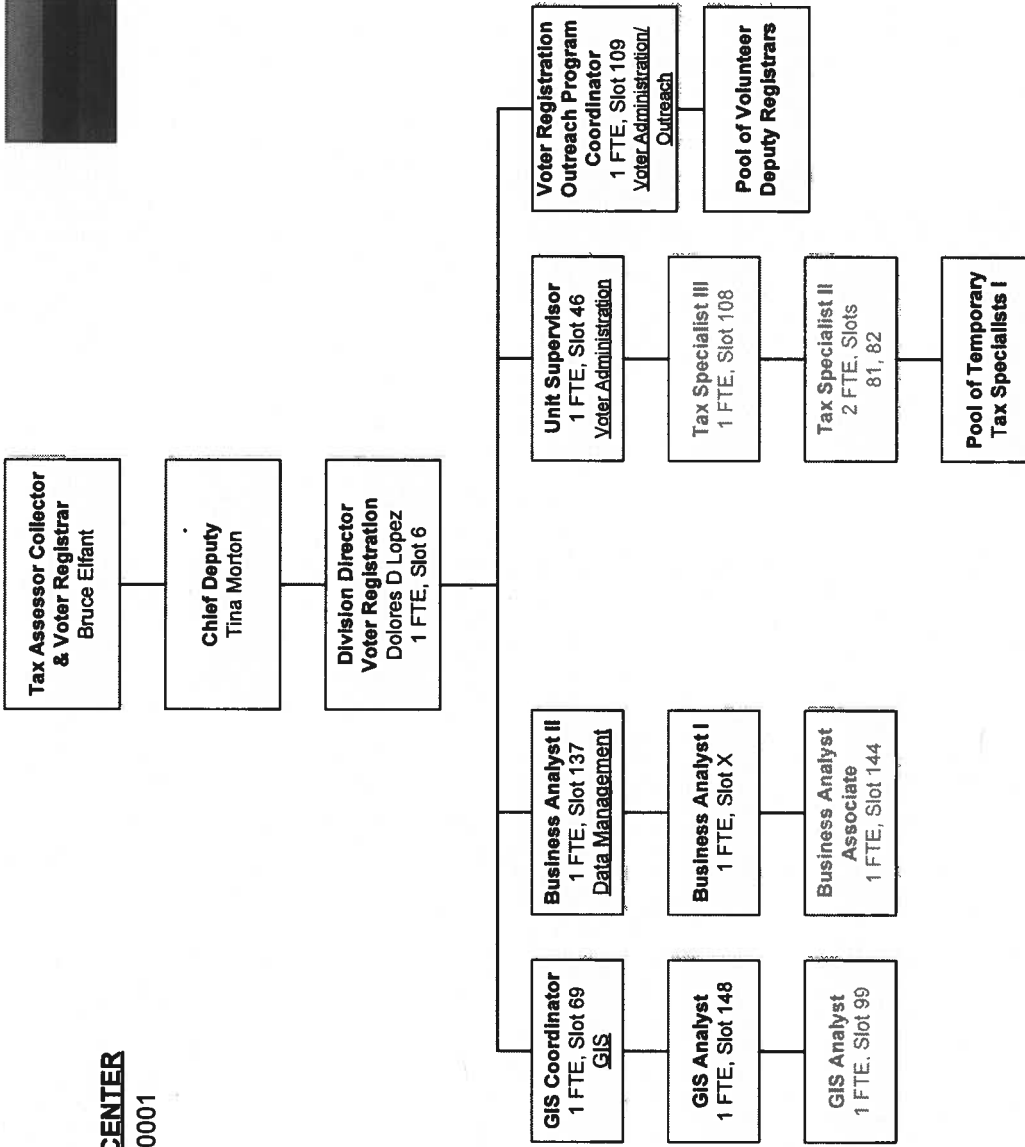 CENTER
0001
Tax Assessor Collector
& Voter Registrar
Bruce Elfant
Chief Deputy
Tina Morton
Division Director
Voter Registration
Dolores D Lopez
1 FTE, Slot 6
GIS Coordinator
1 FTE, Slot 69
GIS
GIS Analyst
1 FTE, Slot 148
GIS Analyst
1 FTE. Slot 99
Business Analyst II
1 FTE, Slot 137
Data Management
Business Analyst I
1 FTE, Slot X
Business Analyst
Associate
1 FTE, Slot 144
Unit Supervisor
1 FTE, Slot 46
Voter Administration
Tax Specialist III
1 FTE, Slot 108
Tax Specialist II
2 FTE, Slots
81, 82
Pool of Temporary
Tax Specialists I
Voter Registration
Outreach Program
Coordinator
1 FTE, Slot 109
Voter Administration/
Outreach
Pool of Volunteer
Deputy Registrars